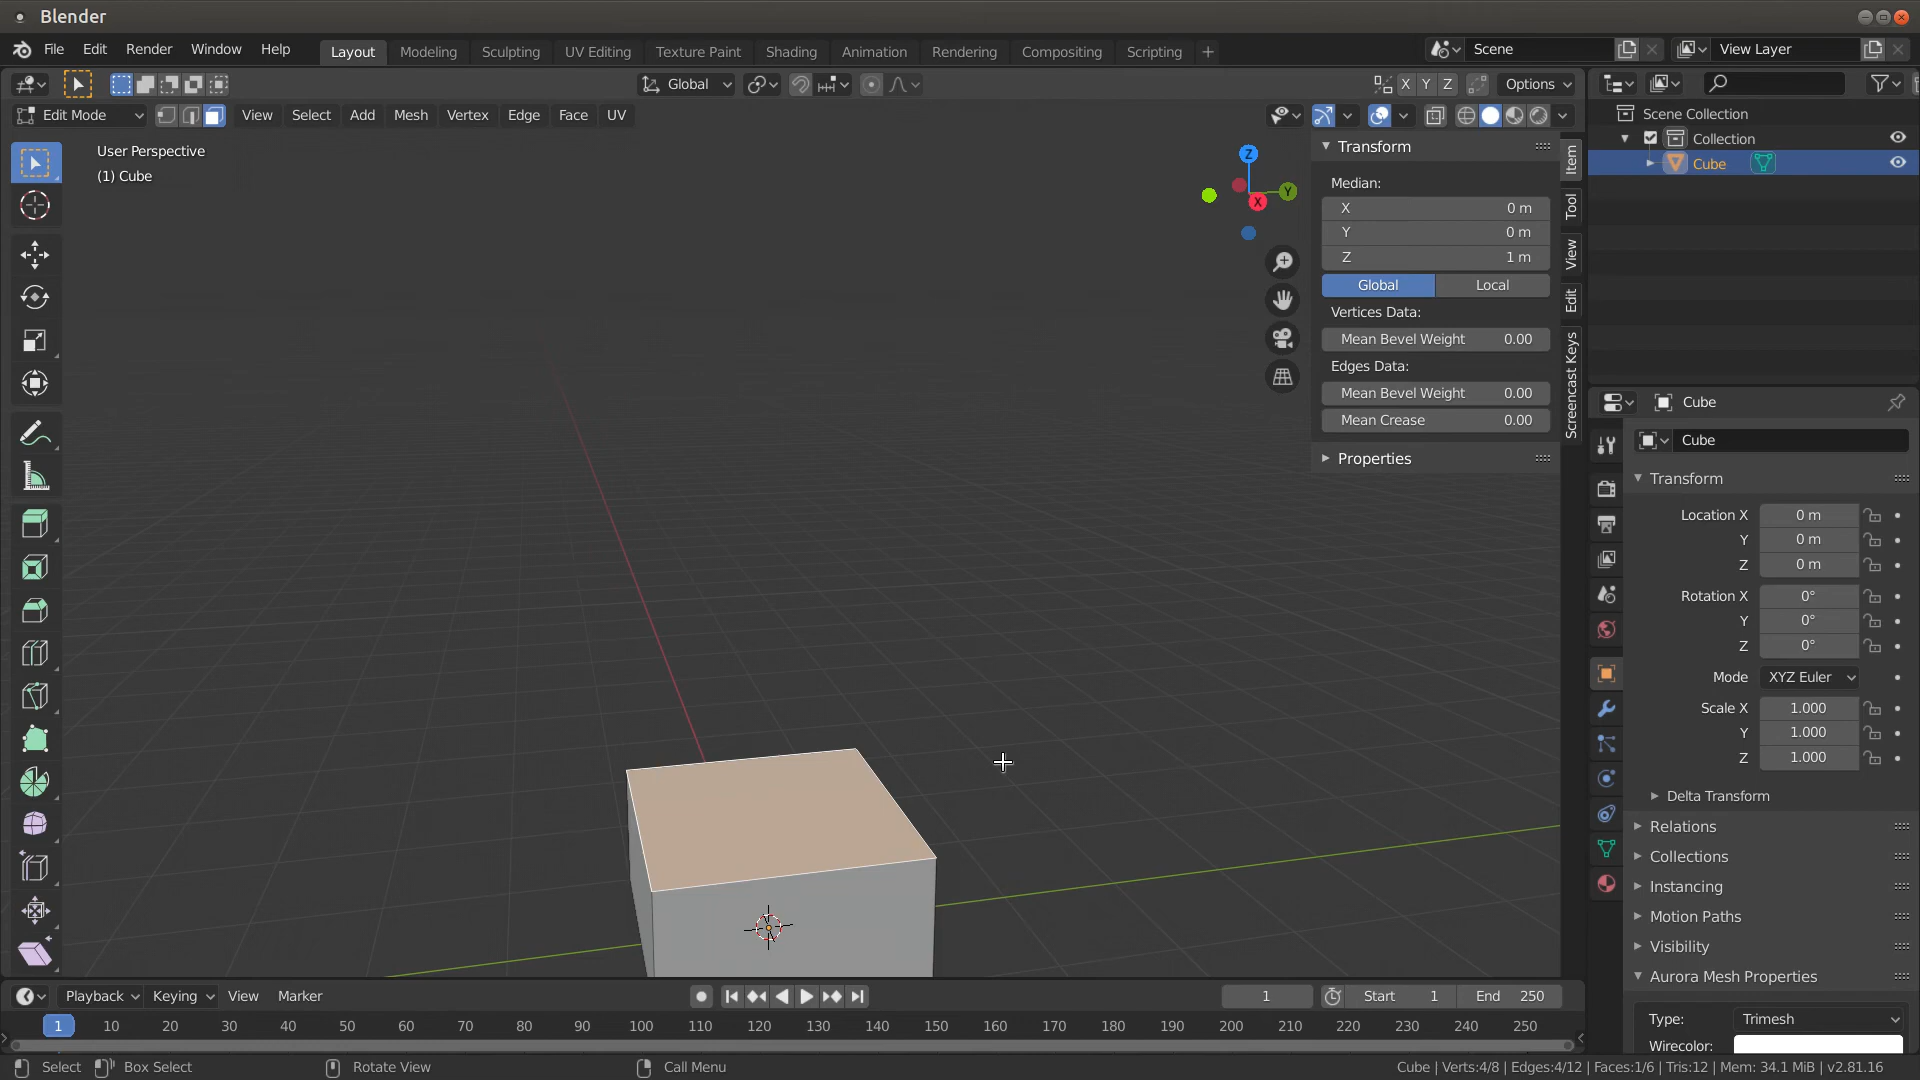 Blender
File Edit Render Window Help Layout Modeling Sculpting UV Editing Texture Paint Shading Animation Rendering Compositing Scripting + Scene View Layer
Global X Y Z Options
Edit Mode View Select Add Mesh Vertex Edge Face UV
User Perspective
(1) Cube
Z
Y
X
Transform
Median:
X 0 m
Y 0 m
Z 1 m
Global Local
Vertices Data:
Mean Bevel Weight 0.00
Edges Data:
Mean Bevel Weight 0.00
Mean Crease 0.00
Properties
Item
Tool
View
Edit
Screencast Keys
Scene Collection
Collection
Cube
Cube
Cube
Transform
Location X 0 m
Y 0 m
Z 0 m
Rotation X 0°
Y 0°
Z 0°
Mode XYZ Euler
Scale X 1.000
Y 1.000
Z 1.000
Delta Transform
Relations
Collections
Instancing
Motion Paths
Visibility
Aurora Mesh Properties
Type: Trimesh
Wirecolor:
Playback Keying View Marker 1 Start 1 End 250
1 10 20 30 40 50 60 70 80 90 100 110 120 130 140 150 160 170 180 190 200 210 220 230 240 250
Select Box Select Rotate View Call Menu Cube | Verts:4/8 | Edges:4/12 | Faces:1/6 | Tris:12 | Mem: 34.1 MiB | v2.81.16